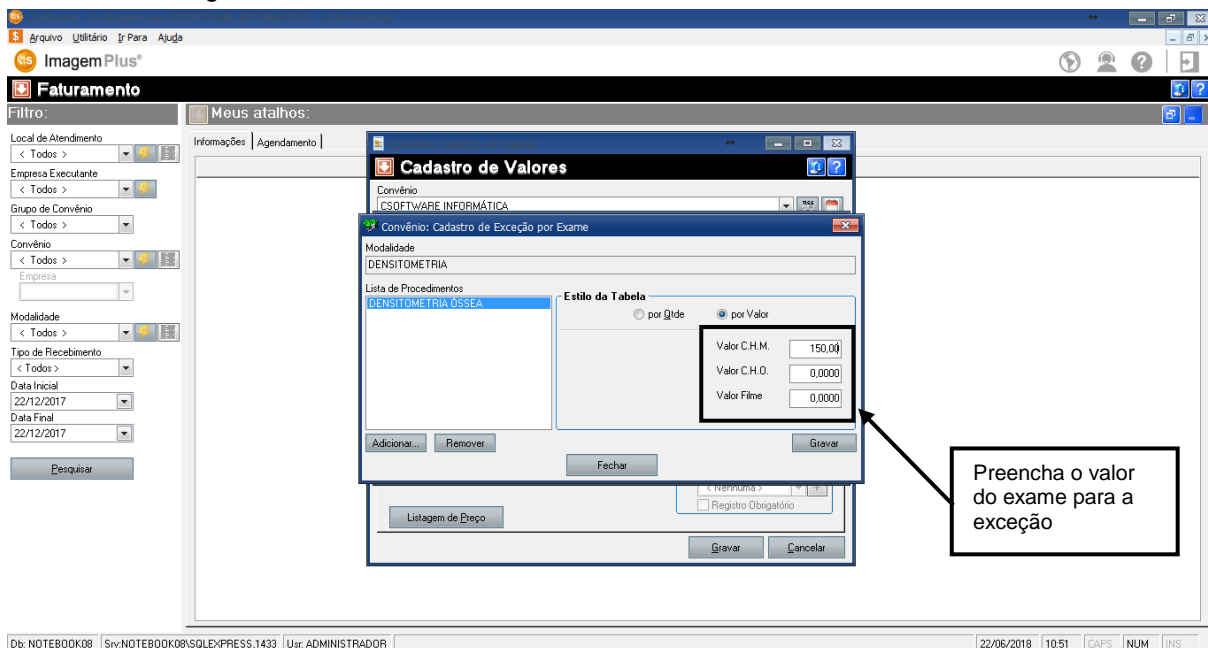 Arquivo Utilitário Ir Para Ajuda
GS ImagemPlus®
Faturamento
Filtro:
Meus atalhos:
Local de Atendimento
< Todos >
Empresa Executante
< Todos >
Grupo de Convênio
< Todos >
Convênio
< Todos >
Empresa
Modalidade
< Todos >
Tipo de Recebimento
< Todos >
Data Inicial
22/12/2017
Data Final
22/12/2017
Pesquisar
Informações Agendamento
Cadastro de Valores
Convênio
CSOFTWARE INFORMÁTICA
Convênio: Cadastro de Exceção por Exame
Modalidade
DENSITOMETRIA
Lista de Procedimentos
DENSITOMETRIA ÓSSEA
Estilo da Tabela
por Qtde por Valor
Valor C.H.M. 150,00
Valor C.H.O. 0,0000
Valor Filme 0,0000
Adicionar... Remover Gravar
Fechar
< Nenhuma >
Registro Obrigatório
Listagem de Preço
Gravar Cancelar
Preencha o valor
do exame para a
exceção
Db: NOTEBOOK08 Srv:NOTEBOOK08\SQLEXPRESS,1433 Usr: ADMINISTRADOR 22/06/2018 10:51 CAPS NUM INS